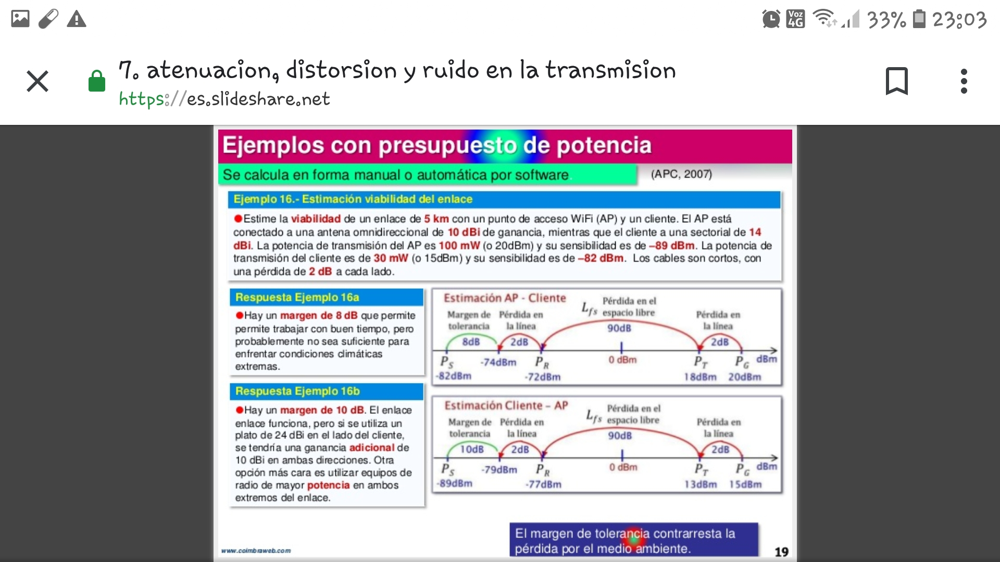 Voz 4G 33% 23:03
7. atenuacion, distorsion y ruido en la transmision
https://es.slideshare.net
Ejemplos con presupuesto de potencia
Se calcula en forma manual o automática por software.
(APC, 2007)
Ejemplo 16.- Estimación viabilidad del enlace
●Estime la viabilidad de un enlace de 5 km con un punto de acceso WiFi (AP) y un cliente. El AP está
conectado a una antena omnidireccional de 10 dBi de ganancia, mientras que el cliente a una sectorial de 14
dBi. La potencia de transmisión del AP es 100 mW (o 20dBm) y su sensibilidad es de –89 dBm. La potencia de
transmisión del cliente es de 30 mW (o 15dBm) y su sensibilidad es de –82 dBm. Los cables son cortos, con
una pérdida de 2 dB a cada lado.
Respuesta Ejemplo 16a
●Hay un margen de 8 dB que permite
permite trabajar con buen tiempo, pero
probablemente no sea suficiente para
enfrentar condiciones climáticas
extremas.
Estimación AP - Cliente
Margen de tolerancia
Pérdida en la línea
Lfs
Pérdida en el espacio libre
Pérdida en la línea
8dB 2dB 90dB 2dB
PS -74dBm PR 0 dBm PT PG dBm
-82dBm -72dBm 18dBm 20dBm
Respuesta Ejemplo 16b
●Hay un margen de 10 dB. El enlace
enlace funciona, pero si se utiliza un
plato de 24 dBi en el lado del cliente,
se tendría una ganancia adicional de
10 dBi en ambas direcciones. Otra
opción más cara es utilizar equipos de
radio de mayor potencia en ambos
extremos del enlace.
Estimación Cliente – AP
Margen de tolerancia
Pérdida en la línea
Lfs
Pérdida en el espacio libre
Pérdida en la línea
10dB 2dB 90dB 2dB
PS -79dBm PR 0 dBm PT PG dBm
-89dBm -77dBm 13dBm 15dBm
El margen de tolerancia contrarresta la
pérdida por el medio ambiente.
www.coimbraweb.com
19